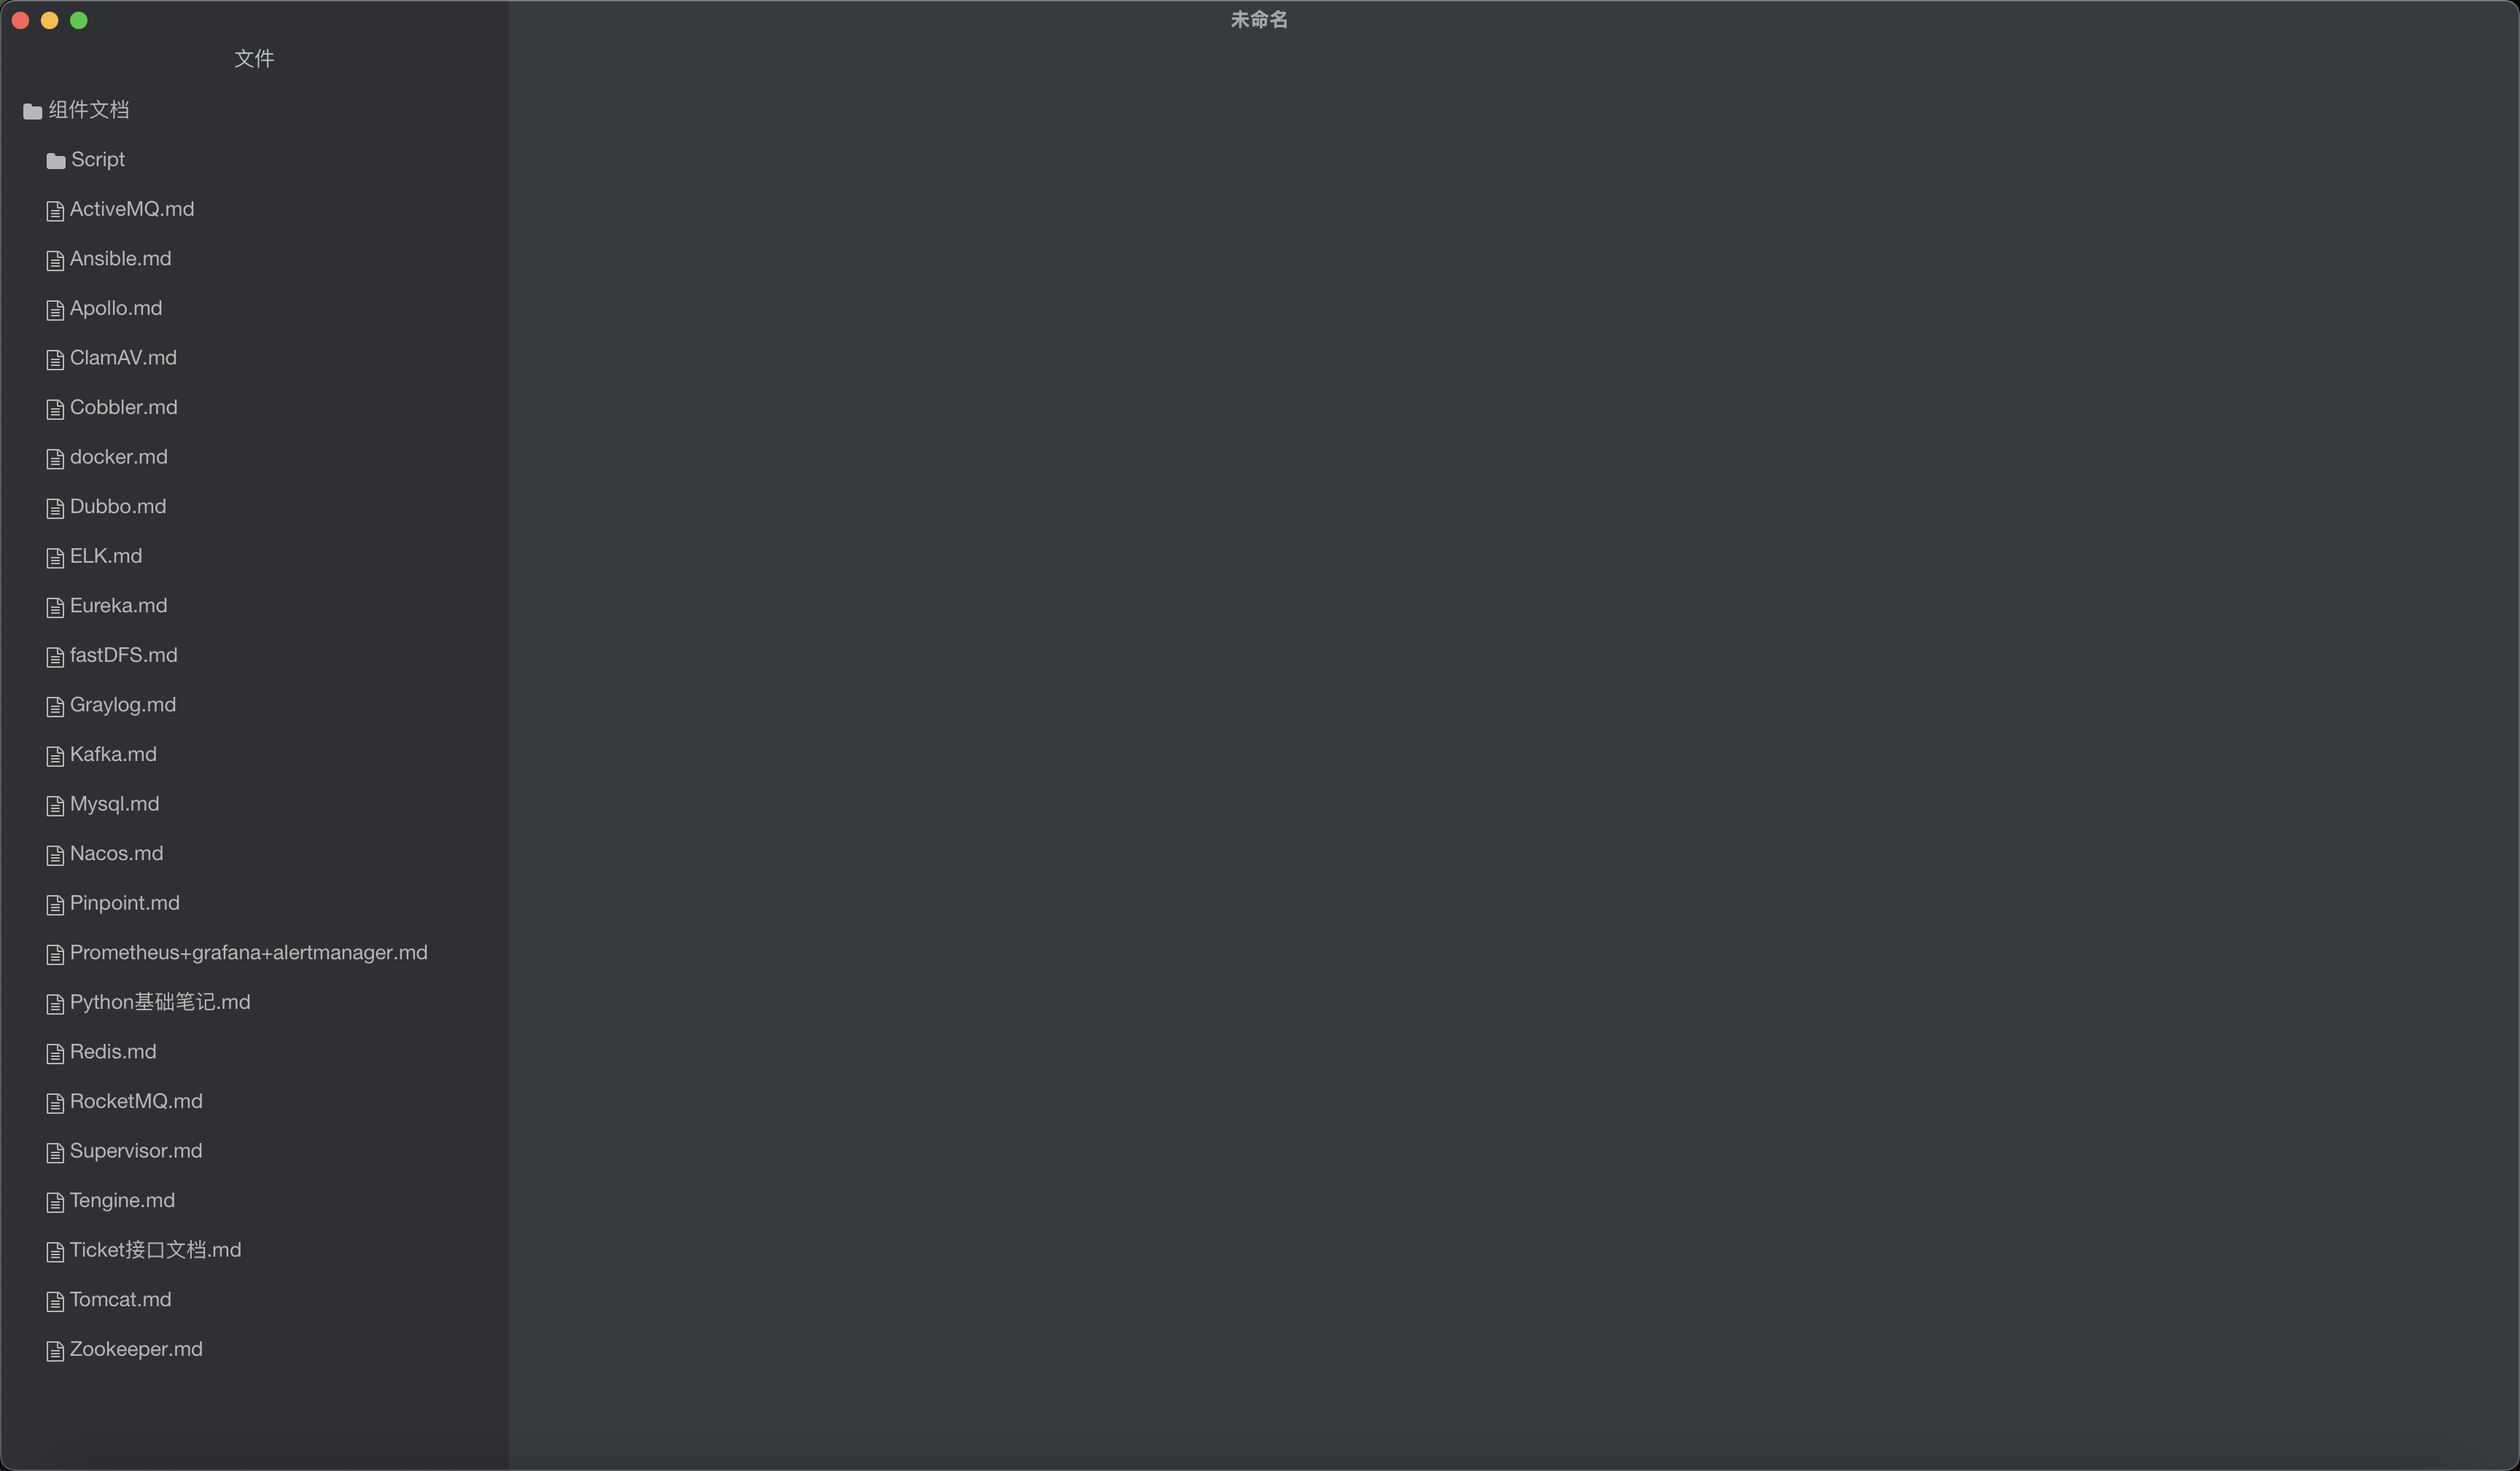 未命名
文件
组件文档
Script
ActiveMQ.md
Ansible.md
Apollo.md
ClamAV.md
Cobbler.md
docker.md
Dubbo.md
ELK.md
Eureka.md
fastDFS.md
Graylog.md
Kafka.md
Mysql.md
Nacos.md
Pinpoint.md
Prometheus+grafana+alertmanager.md
Python基础笔记.md
Redis.md
RocketMQ.md
Supervisor.md
Tengine.md
Ticket接口文档.md
Tomcat.md
Zookeeper.md